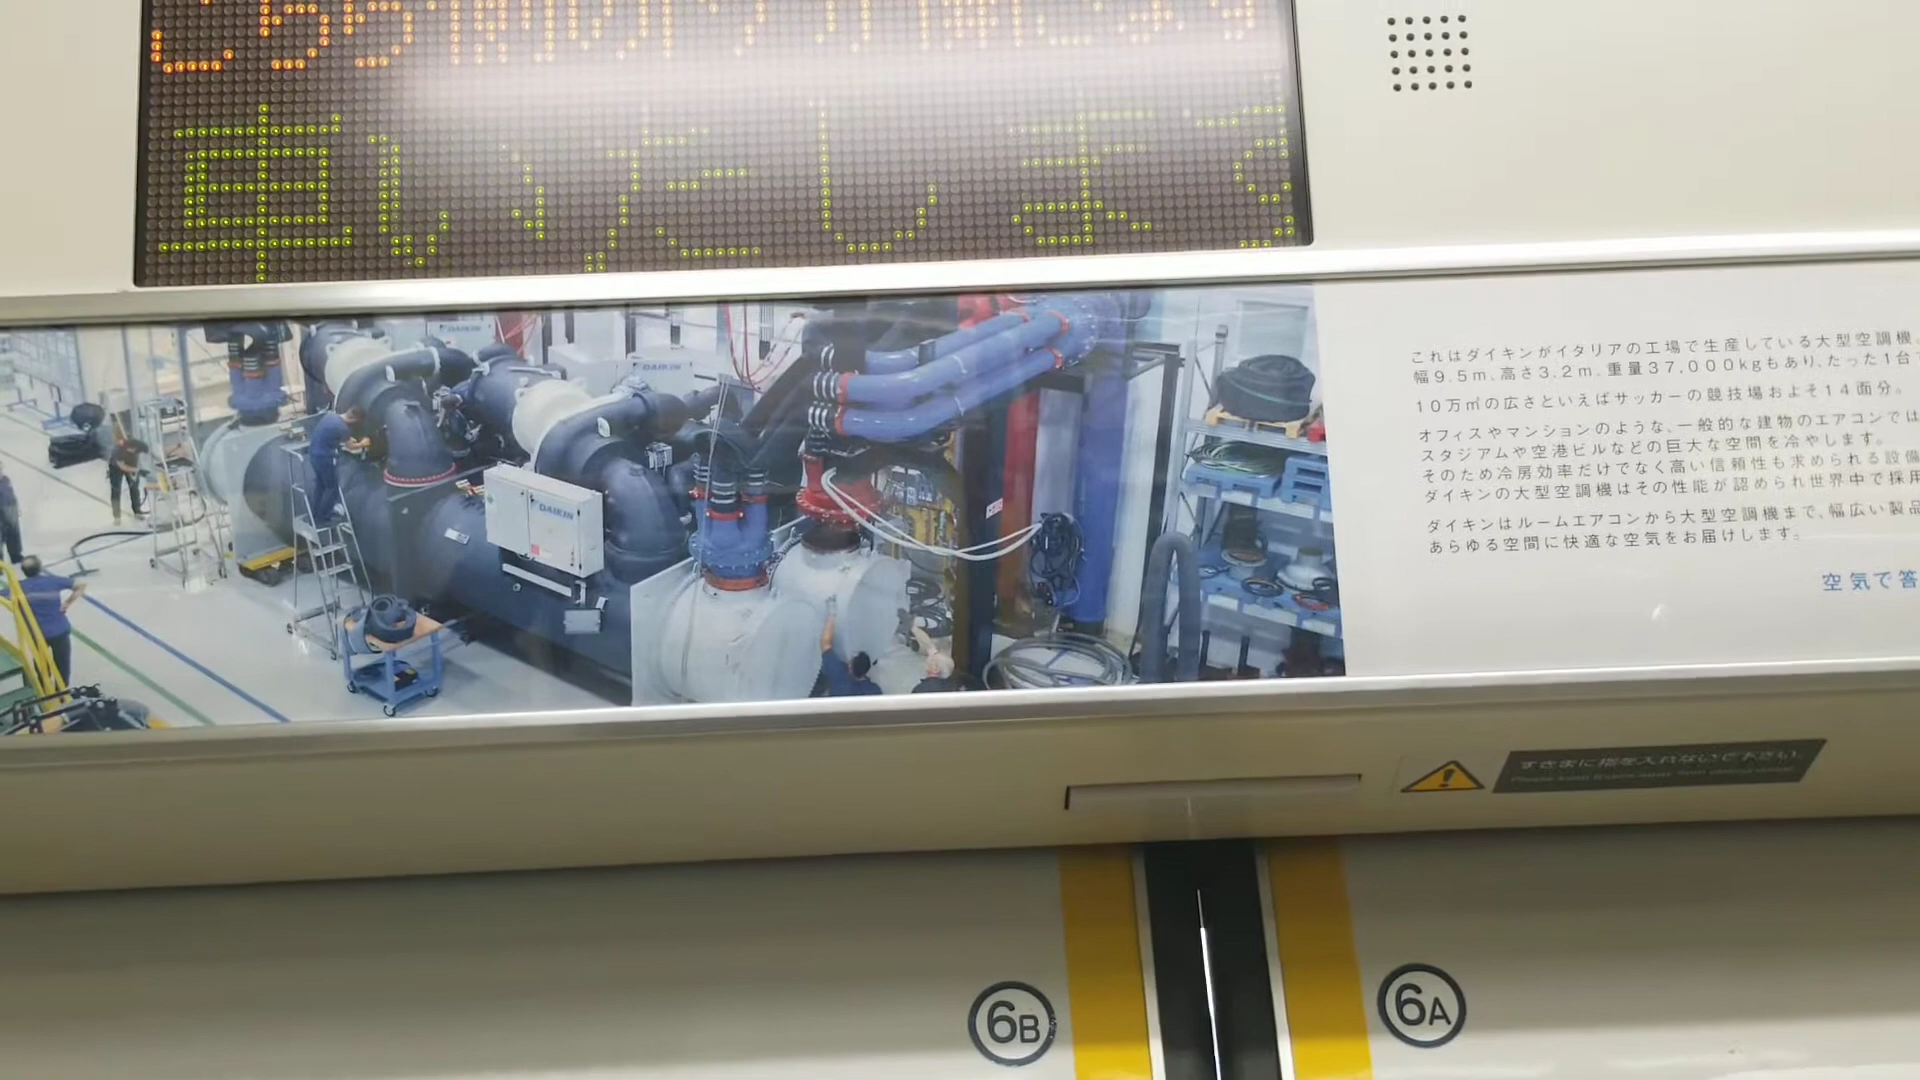 車いたします
DAIKIN
DAIKIN
DAIKIN
これはダイキンがイタリアの工場で生産している大型空調機。
幅9.5m、高さ3.2m、重量37,000kgもあり、たった1台で
10万㎡の広さといえばサッカーの競技場およそ14面分。
オフィスやマンションのような、一般的な建物のエアコンでは
スタジアムや空港ビルなどの巨大な空間を冷やします。
そのため冷房効率だけでなく高い信頼性も求められる設備
ダイキンの大型空調機はその性能が認められ世界中で採用
ダイキンはルームエアコンから大型空調機まで、幅広い製品
あらゆる空間に快適な空気をお届けします。
空気で答
すきまに指を入れないで下さい。
6B
6A